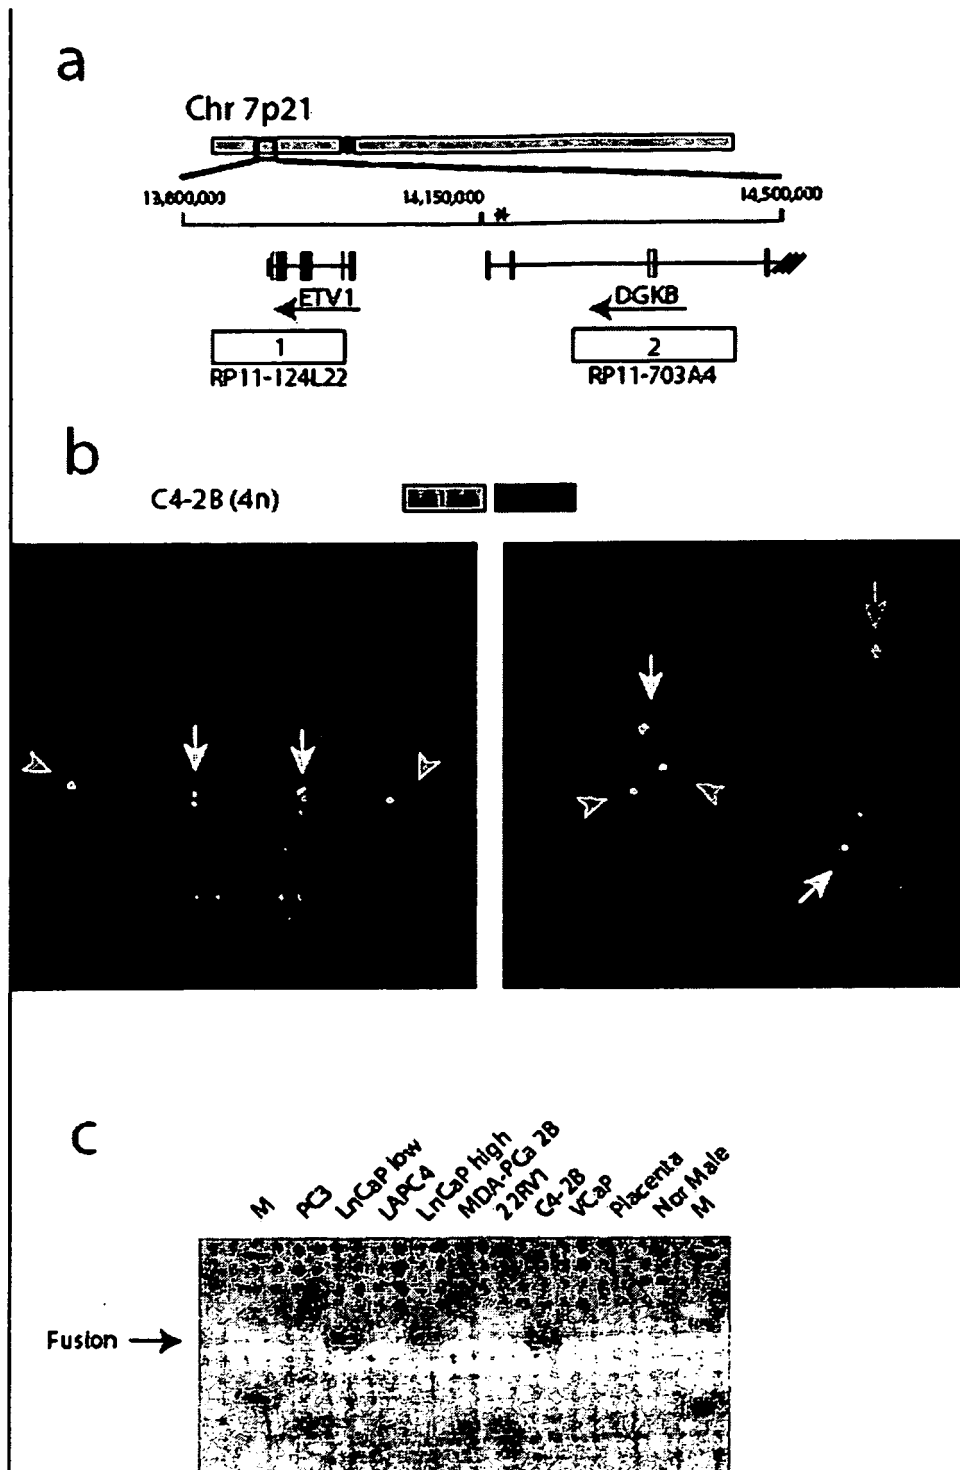 a
Chr 7p21
13,800,000 14,150,000 * 14,500,000
ETV1 DGKB
1 2
RP11-124L22 RP11-703A4
b
C4-2B (4n) 1
c
M PC3 LnCaP low LAPC4 LnCaP high MDA-PCa 2B 22RV1 C4-2B VCaP Placenta Nor Male M
Fusion